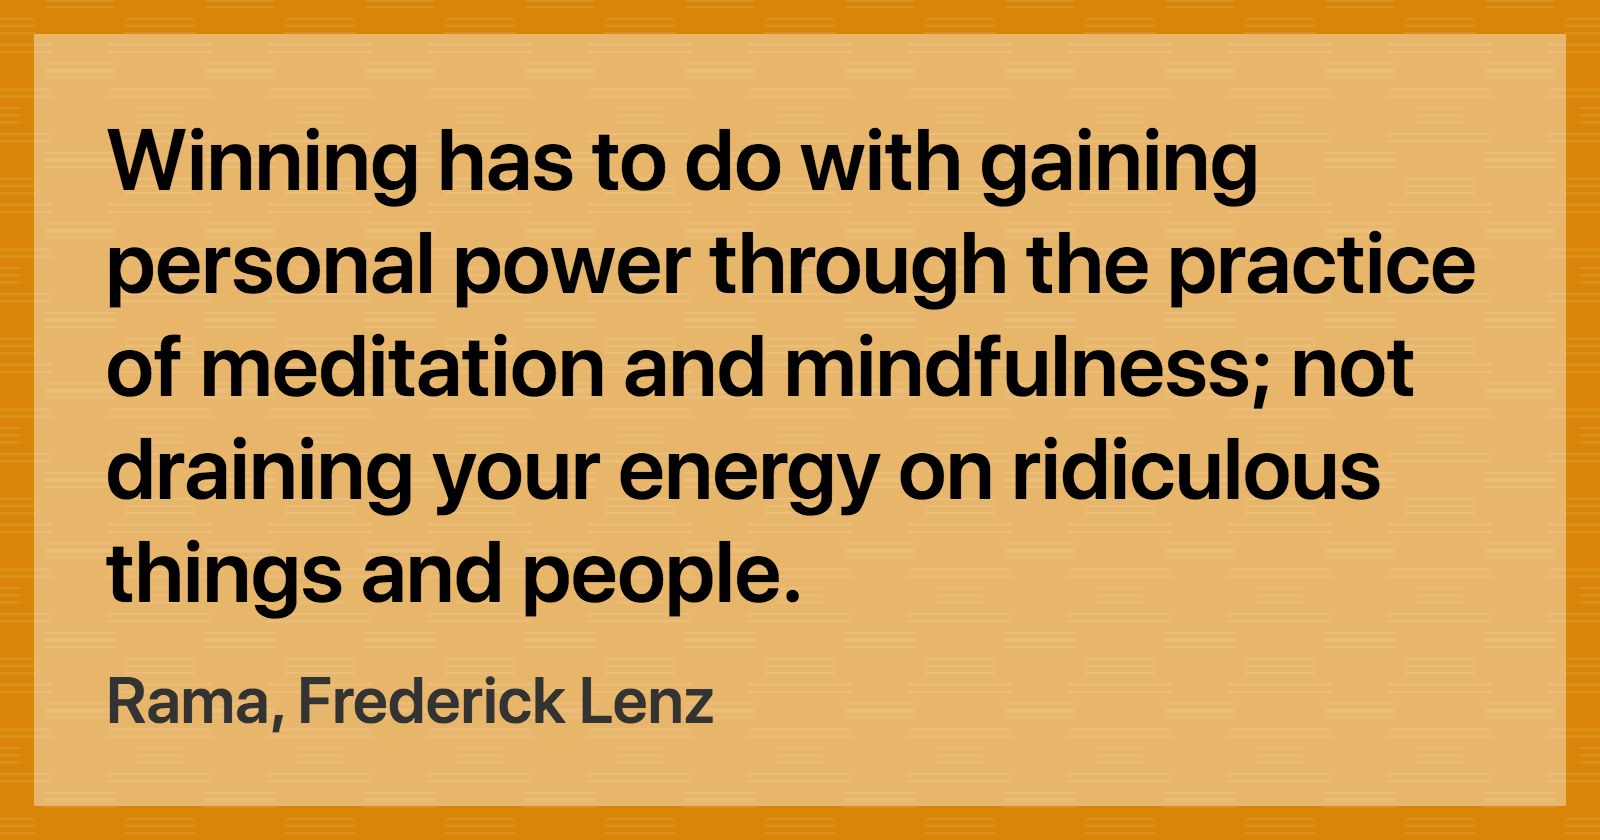 Winning has to do with gaining
personal power through the practice
of meditation and mindfulness; not
draining your energy on ridiculous
things and people.
Rama, Frederick Lenz